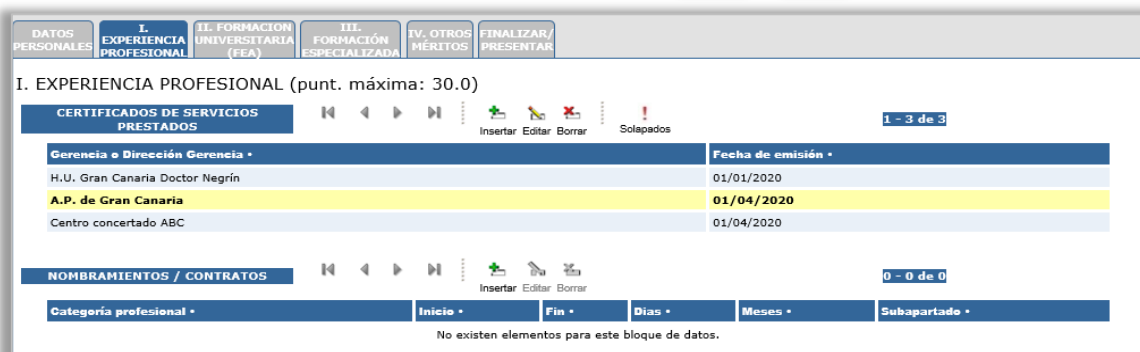 DATOS PERSONALES
I. EXPERIENCIA PROFESIONAL
II. FORMACION UNIVERSITARIA (FEA)
III. FORMACIÓN ESPECIALIZADA
IV. OTROS MÉRITOS
FINALIZAR/ PRESENTAR
I. EXPERIENCIA PROFESIONAL (punt. máxima: 30.0)
CERTIFICADOS DE SERVICIOS PRESTADOS
Insertar Editar Borrar Solapados
1 - 3 de 3
Gerencia o Dirección Gerencia • Fecha de emisión •
H.U. Gran Canaria Doctor Negrín 01/01/2020
A.P. de Gran Canaria 01/04/2020
Centro concertado ABC 01/04/2020
NOMBRAMIENTOS / CONTRATOS
Insertar Editar Borrar
0 - 0 de 0
Categoría profesional • Inicio • Fin • Dias • Meses • Subapartado •
No existen elementos para este bloque de datos.